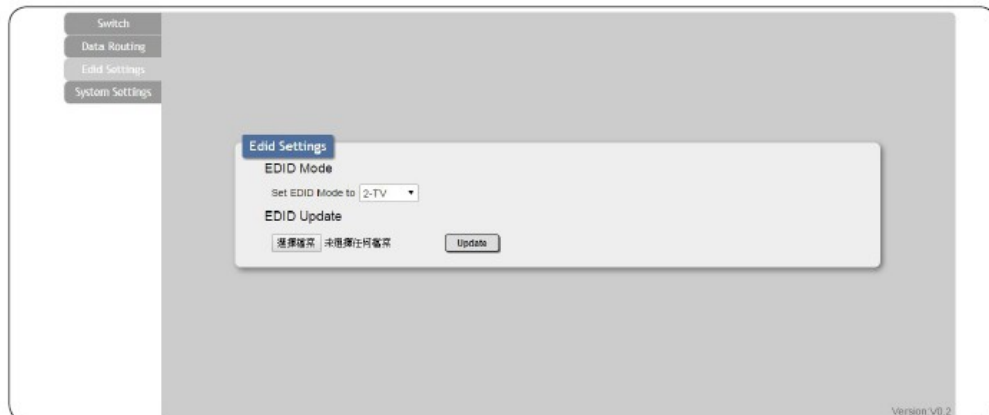 Switch
Data Routing
Edid Settings
System Settings
Edid Settings
EDID Mode
Set EDID Mode to 2-TV
EDID Update
選擇檔案 未選擇任何檔案 Update
Version:V0.2